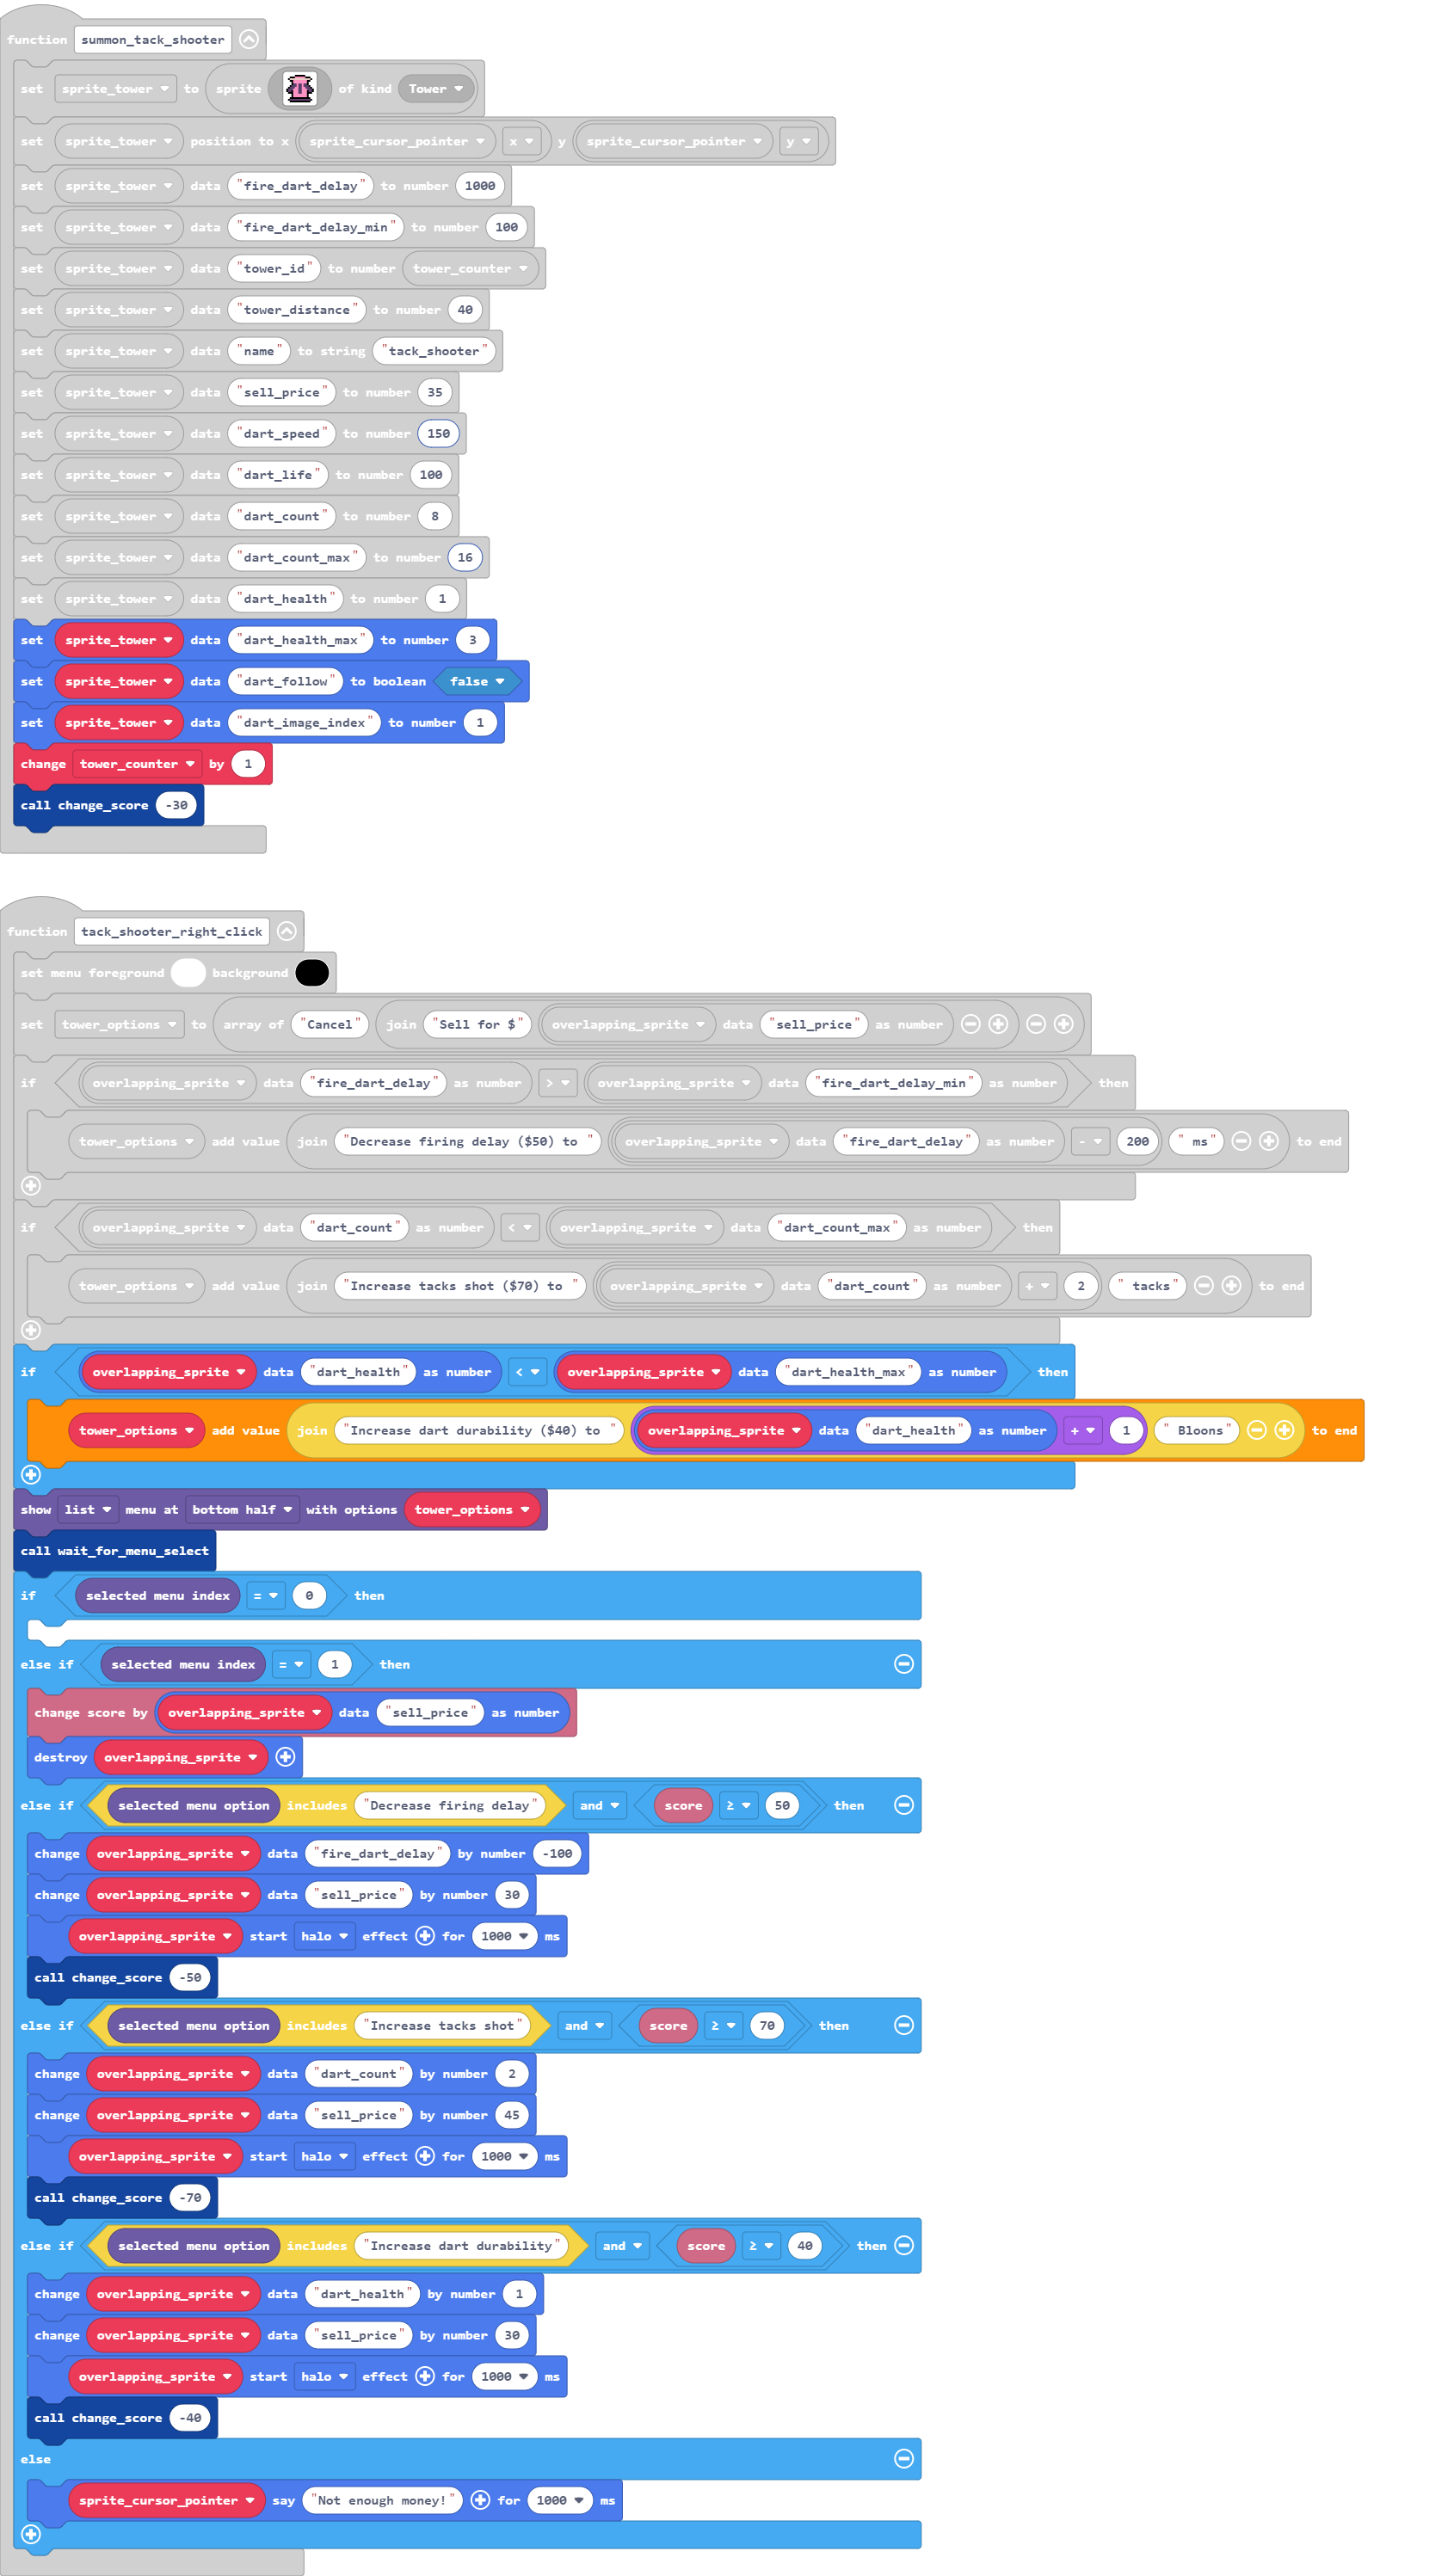 function summon_tack_shooter
set sprite_tower to sprite of kind Tower
set sprite_tower position to x sprite_cursor_pointer x y sprite_cursor_pointer y
set sprite_tower data "fire_dart_delay" to number 1000
set sprite_tower data "fire_dart_delay_min" to number 100
set sprite_tower data "tower_id" to number tower_counter
set sprite_tower data "tower_distance" to number 40
set sprite_tower data "name" to string "tack_shooter"
set sprite_tower data "sell_price" to number 35
set sprite_tower data "dart_speed" to number 150
set sprite_tower data "dart_life" to number 100
set sprite_tower data "dart_count" to number 8
set sprite_tower data "dart_count_max" to number 16
set sprite_tower data "dart_health" to number 1
set sprite_tower data "dart_health_max" to number 3
set sprite_tower data "dart_follow" to boolean false
set sprite_tower data "dart_image_index" to number 1
change tower_counter by 1
call change_score -30
function tack_shooter_right_click
set menu foreground background
set tower_options to array of "Cancel" join "Sell for $" overlapping_sprite data "sell_price" as number
if overlapping_sprite data "fire_dart_delay" as number > overlapping_sprite data "fire_dart_delay_min" as number then
tower_options add value join "Decrease firing delay ($50) to " overlapping_sprite data "fire_dart_delay" as number - 200 " ms" to end
if overlapping_sprite data "dart_count" as number < overlapping_sprite data "dart_count_max" as number then
tower_options add value join "Increase tacks shot ($70) to " overlapping_sprite data "dart_count" as number + 2 " tacks" to end
if overlapping_sprite data "dart_health" as number < overlapping_sprite data "dart_health_max" as number then
tower_options add value join "Increase dart durability ($40) to " overlapping_sprite data "dart_health" as number + 1 " Bloons" to end
show list menu at bottom half with options tower_options
call wait_for_menu_select
if selected menu index = 0 then
else if selected menu index = 1 then
change score by overlapping_sprite data "sell_price" as number
destroy overlapping_sprite
else if selected menu option includes "Decrease firing delay" and score ≥ 50 then
change overlapping_sprite data "fire_dart_delay" by number -100
change overlapping_sprite data "sell_price" by number 30
overlapping_sprite start halo effect for 1000 ms
call change_score -50
else if selected menu option includes "Increase tacks shot" and score ≥ 70 then
change overlapping_sprite data "dart_count" by number 2
change overlapping_sprite data "sell_price" by number 45
overlapping_sprite start halo effect for 1000 ms
call change_score -70
else if selected menu option includes "Increase dart durability" and score ≥ 40 then
change overlapping_sprite data "dart_health" by number 1
change overlapping_sprite data "sell_price" by number 30
overlapping_sprite start halo effect for 1000 ms
call change_score -40
else
sprite_cursor_pointer say "Not enough money!" for 1000 ms